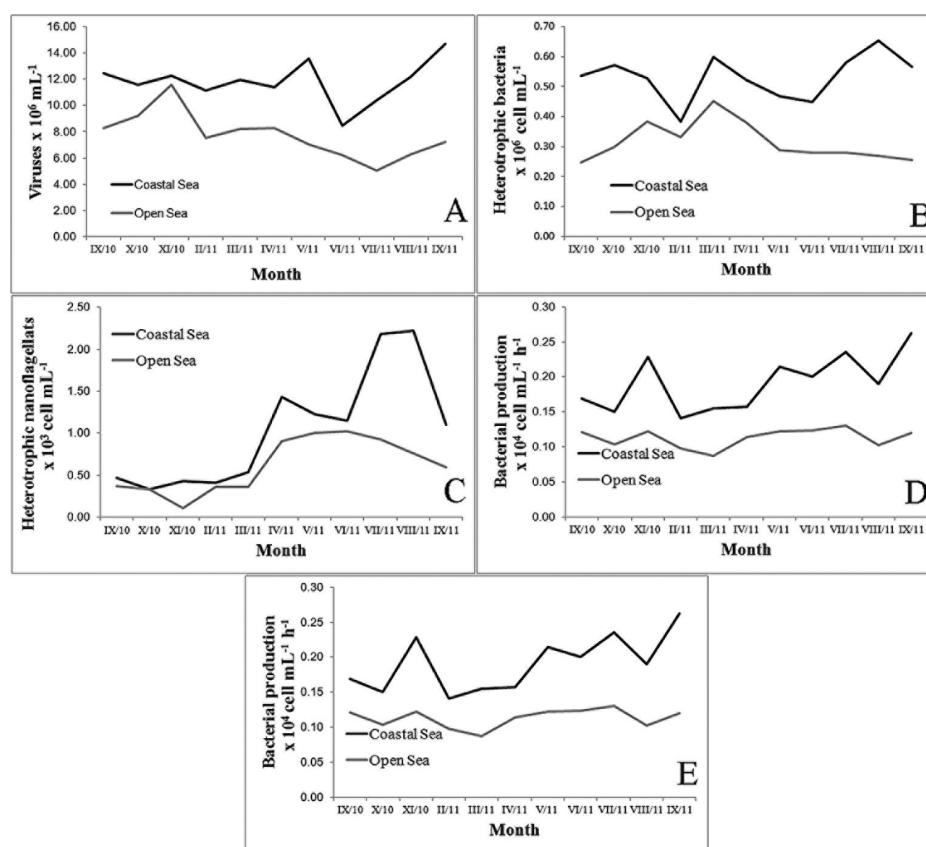 16.00
14.00
12.00
10.00
8.00
6.00
4.00
2.00
0.00
Viruses x 10⁶ mL⁻¹
Coastal Sea
Open Sea
A
IX/10 X/10 XI/10 II/11 III/11 IV/11 V/11 VI/11 VII/11 VIII/11 IX/11
Month
0.70
0.60
0.50
0.40
0.30
0.20
0.10
0.00
Heterotrophic bacteria
x 10⁶ cell mL⁻¹
Coastal Sea
Open Sea
B
IX/10 X/10 XI/10 II/11 III/11 IV/11 V/11 VI/11 VII/11 VIII/11 IX/11
Month
2.50
2.00
1.50
1.00
0.50
0.00
Heterotrophic nanoflagellats
x 10³ cell mL⁻¹
Coastal Sea
Open Sea
C
IX/10 X/10 XI/10 II/11 III/11 IV/11 V/11 VI/11 VII/11 VIII/11 IX/11
Month
0.30
0.25
0.20
0.15
0.10
0.05
0.00
Bacterial production
x 10⁴ cell mL⁻¹ h⁻¹
Coastal Sea
Open Sea
D
IX/10 X/10 XI/10 II/11 III/11 IV/11 V/11 VI/11 VII/11 VIII/11 IX/11
Month
0.30
0.25
0.20
0.15
0.10
0.05
0.00
Bacterial production
x 10⁴ cell mL⁻¹ h⁻¹
Coastal Sea
Open Sea
E
IX/10 X/10 XI/10 II/11 III/11 IV/11 V/11 VI/11 VII/11 VIII/11 IX/11
Month